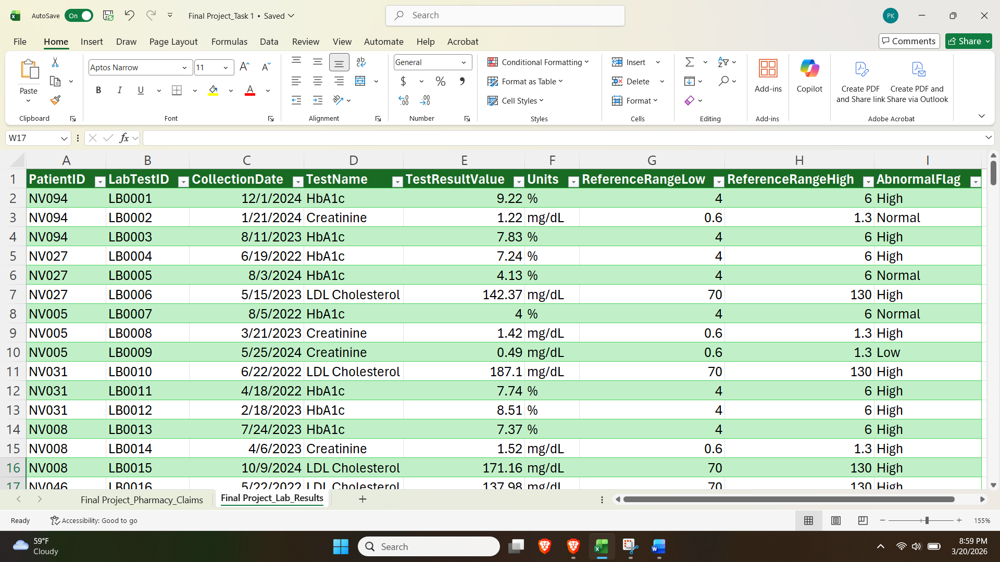 AutoSave On Final Project_Task 1 • Saved Search PK
File Home Insert Draw Page Layout Formulas Data Review View Automate Help Acrobat Comments Share
Paste
Clipboard
Aptos Narrow 11
B I U A
Font
ab
Alignment
General
$ % 9
.00
Number
Conditional Formatting
Format as Table
Cell Styles
Styles
Insert
Delete
Format
Cells
Editing
Add-ins
Add-ins
Copilot
Create PDF and Share link
Create PDF and Share via Outlook
Adobe Acrobat
W17 fx
A B C D E F G H I
1 PatientID LabTestID CollectionDate TestName TestResultValue Units ReferenceRangeLow ReferenceRangeHigh AbnormalFlag
2 NV094 LB0001 12/1/2024 HbA1c 9.22 % 4 6 High
3 NV094 LB0002 1/21/2024 Creatinine 1.22 mg/dL 0.6 1.3 Normal
4 NV094 LB0003 8/11/2023 HbA1c 7.83 % 4 6 High
5 NV027 LB0004 6/19/2022 HbA1c 7.24 % 4 6 High
6 NV027 LB0005 8/3/2024 HbA1c 4.13 % 4 6 Normal
7 NV027 LB0006 5/15/2023 LDL Cholesterol 142.37 mg/dL 70 130 High
8 NV005 LB0007 8/5/2022 HbA1c 4 % 4 6 Normal
9 NV005 LB0008 3/21/2023 Creatinine 1.42 mg/dL 0.6 1.3 High
10 NV005 LB0009 5/25/2024 Creatinine 0.49 mg/dL 0.6 1.3 Low
11 NV031 LB0010 6/22/2022 LDL Cholesterol 187.1 mg/dL 70 130 High
12 NV031 LB0011 4/18/2022 HbA1c 7.74 % 4 6 High
13 NV031 LB0012 2/18/2023 HbA1c 8.51 % 4 6 High
14 NV008 LB0013 7/24/2023 HbA1c 7.37 % 4 6 High
15 NV008 LB0014 4/6/2023 Creatinine 1.52 mg/dL 0.6 1.3 High
16 NV008 LB0015 10/9/2024 LDL Cholesterol 171.16 mg/dL 70 130 High
17 NV046 LB0016 5/22/2022 LDL Cholesterol 137.98 mg/dL 70 130 High
Final Project_Pharmacy_Claims Final Project_Lab_Results
Ready Accessibility: Good to go 155%
59°F
Cloudy
Search
8:59 PM
3/20/2026